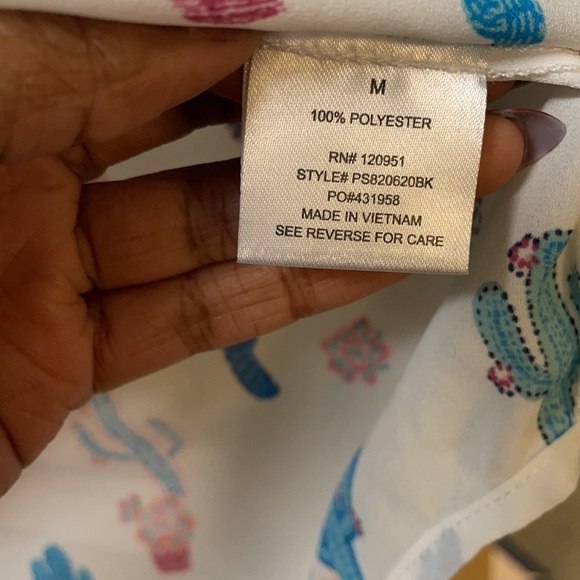 M
100% POLYESTER
RN# 120951
STYLE# PS820620BK
PO#431958
MADE IN VIETNAM
SEE REVERSE FOR CARE